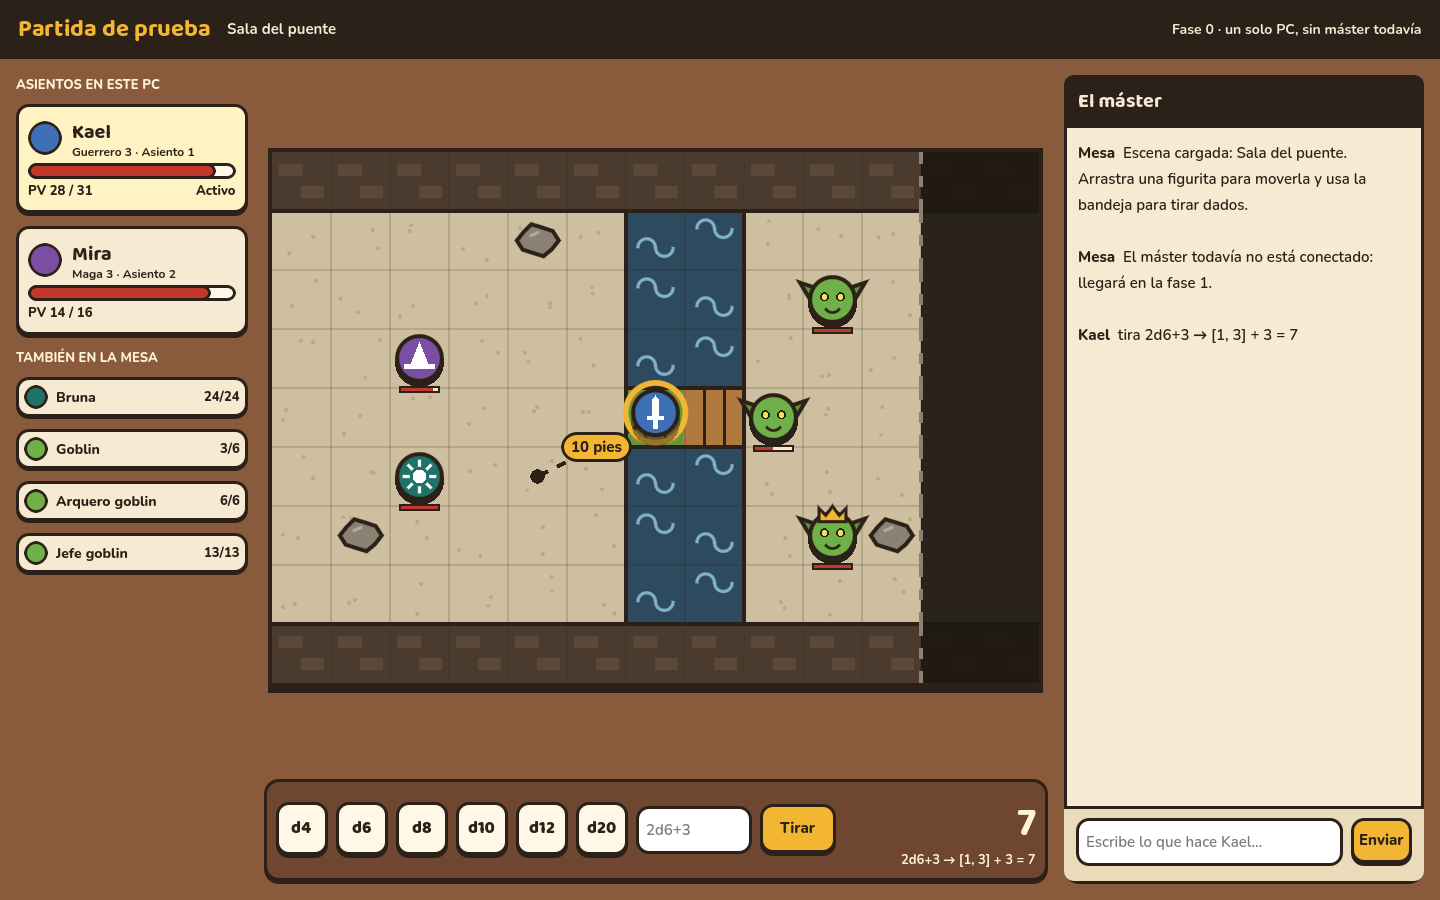 Partida de prueba
Sala del puente
Fase 0 · un solo PC, sin máster todavía
ASIENTOS EN ESTE PC
Kael
Guerrero 3 · Asiento 1
PV 28 / 31
Activo
Mira
Maga 3 · Asiento 2
PV 14 / 16
TAMBIÉN EN LA MESA
Bruna
24/24
Goblin
3/6
Arquero goblin
6/6
Jefe goblin
13/13
10 pies
d4
d6
d8
d10
d12
d20
2d6+3
Tirar
7
2d6+3 → [1, 3] + 3 = 7
El máster
Mesa Escena cargada: Sala del puente.
Arrastra una figurita para moverla y usa la
bandeja para tirar dados.
Mesa El máster todavía no está conectado:
llegará en la fase 1.
Kael tira 2d6+3 → [1, 3] + 3 = 7
Escribe lo que hace Kael...
Enviar